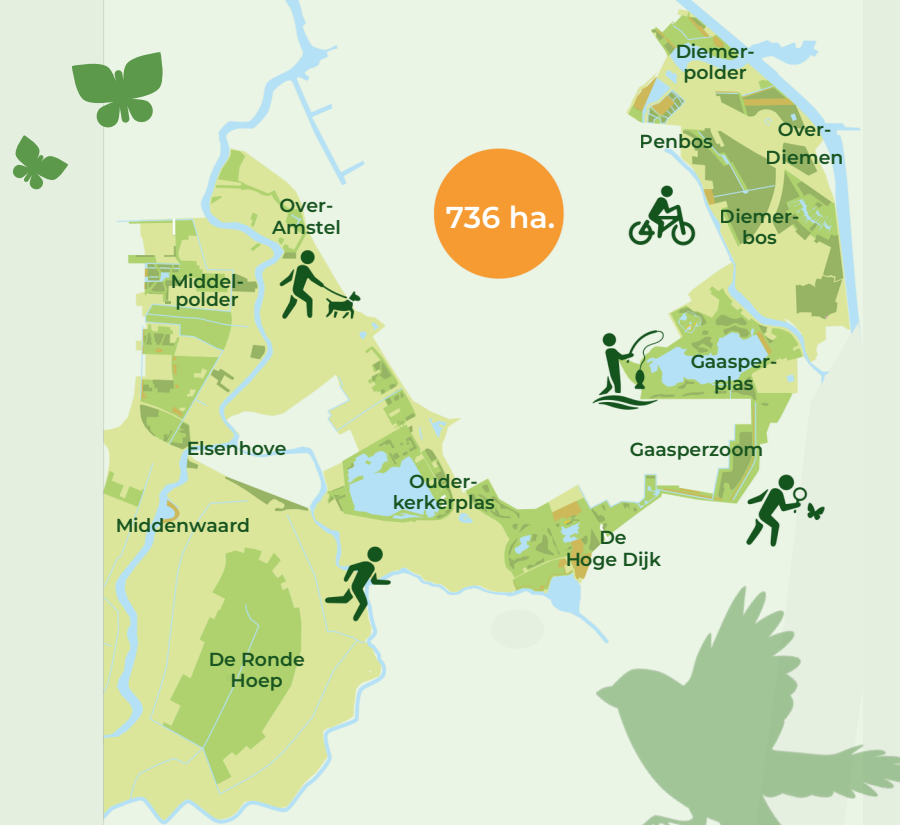 Diemer-
polder
Over-
Diemen
Penbos
Over-
Amstel
736 ha.
Diemer-
bos
Middel-
polder
Gaasper-
plas
Elsenhove
Gaasperzoom
Ouder-
kerkerplas
Middenwaard
De
Hoge Dijk
De Ronde
Hoep